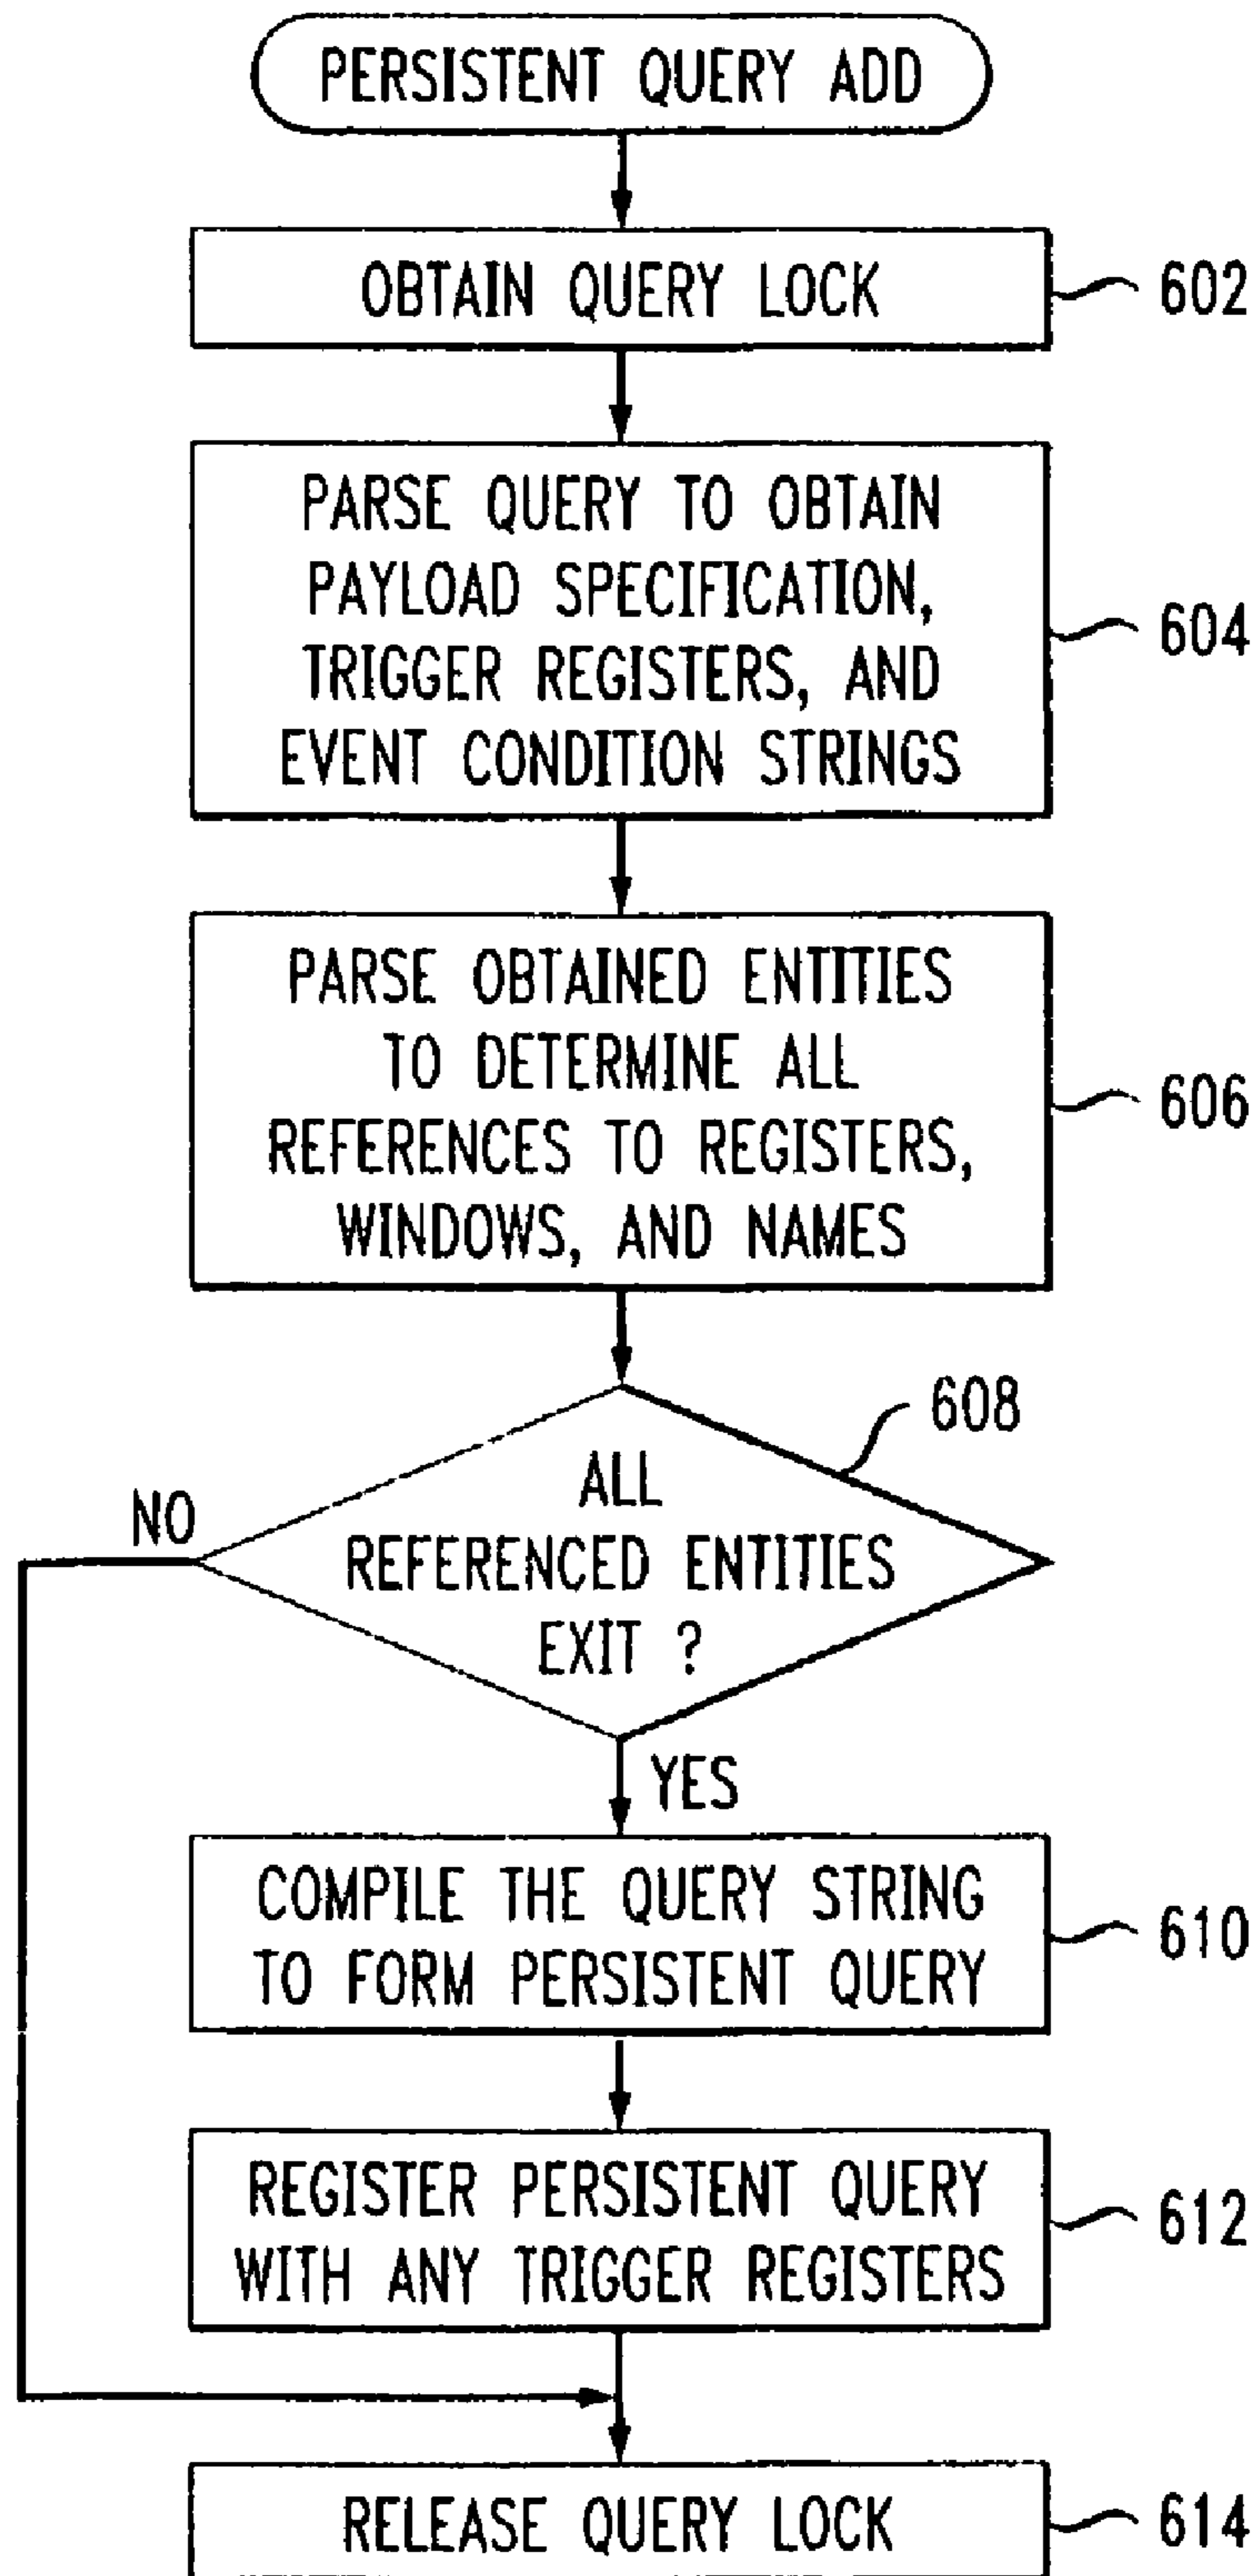 PERSISTENT QUERY ADD
OBTAIN QUERY LOCK
602
PARSE QUERY TO OBTAIN
PAYLOAD SPECIFICATION,
TRIGGER REGISTERS, AND
EVENT CONDITION STRINGS
604
PARSE OBTAINED ENTITIES
TO DETERMINE ALL
REFERENCES TO REGISTERS,
WINDOWS, AND NAMES
606
608
ALL
REFERENCED ENTITIES
EXIT ?
NO
YES
COMPILE THE QUERY STRING
TO FORM PERSISTENT QUERY
610
REGISTER PERSISTENT QUERY
WITH ANY TRIGGER REGISTERS
612
RELEASE QUERY LOCK
614